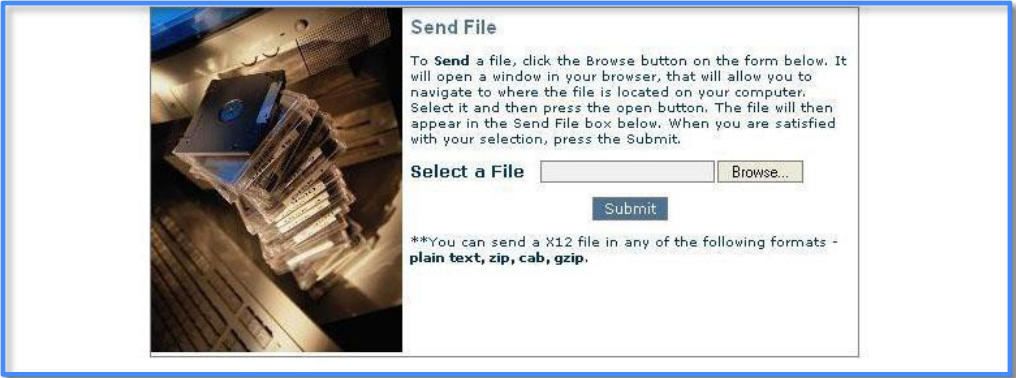 Send File
To Send a file, click the Browse button on the form below. It
will open a window in your browser, that will allow you to
navigate to where the file is located on your computer.
Select it and then press the open button. The file will then
appear in the Send File box below. When you are satisfied
with your selection, press the Submit.
Select a File Browse...
Submit
**You can send a X12 file in any of the following formats -
plain text, zip, cab, gzip.